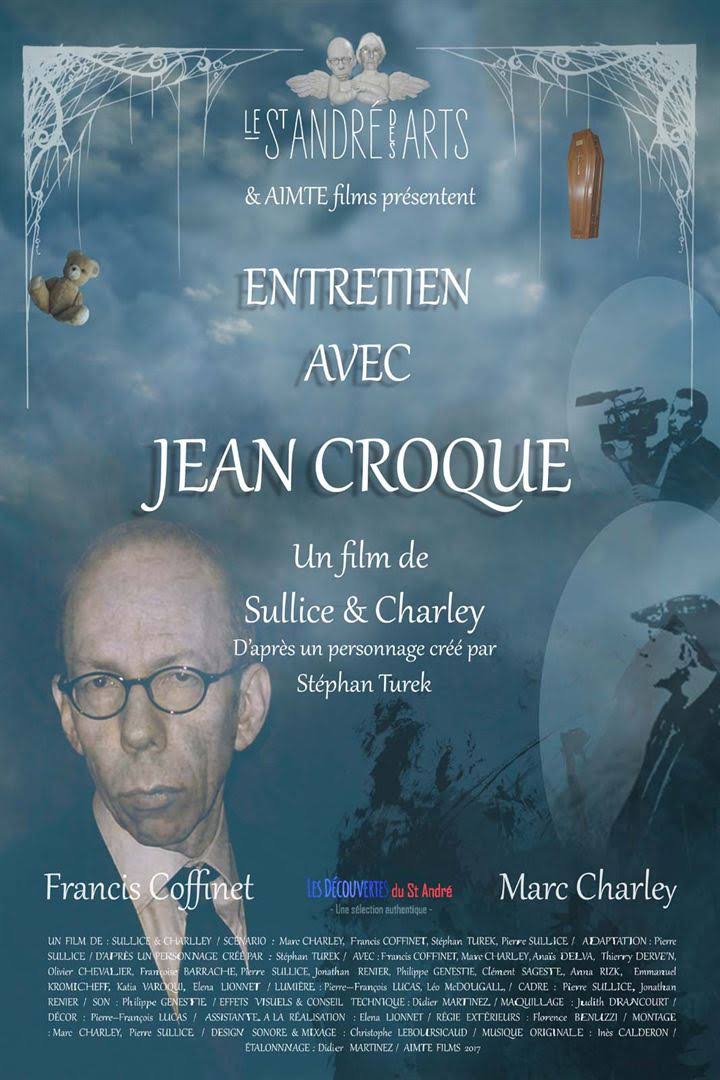 LE ST ANDRÉ DES ARTS
& AIMTE films présentent
ENTRETIEN
AVEC
JEAN CROQUE
Un film de
Sullice & Charley
D'après un personnage créé par
Stéphan Turek
Francis Coffinet
LES DÉCOUVERTES du St André
- Une sélection authentique -
Marc Charley
UN FILM DE : SULLICE & CHARLLEY / SCÉNARIO : Marc CHARLEY, Francis COFFINET, Stéphan TUREK, Pierre SULLICE / ADAPTATION : Pierre
SULLICE / D'APRÈS UN PERSONNAGE CRÉÉ PAR : Stéphan TUREK / AVEC : Francis COFFINET, Marc CHARLEY, Anaïs DELVA, Thierry DERVEN,
Olivier CHEVALIER, Françoise BARRACHE, Pierre SULLICE, Jonathan RENIER, Philippe GENESTIE, Clément SAGESTE, Anna RIZK, Emmanuel
KROMICHEFF, Katia VAROQUI, Elena LIONNET / LUMIÈRE : Pierre-François LUCAS, Léo McDOUGALL, / CADRE : Pierre SULLICE, Jonathan
RENIER / SON : Philippe GENESTIE / EFFETS VISUELS & CONSEIL TECHNIQUE : Didier MARTINEZ / MAQUILLAGE : Judith DRANCOURT /
DÉCOR : Pierre-François LUCAS / ASSISTANTE A LA RÉALISATION : Elena LIONNET / RÉGIE EXTÉRIEURS : Florence BENUZZI / MONTAGE
: Marc CHARLEY, Pierre SULLICE / DESIGN SONORE & MIXAGE : Christophe LEBOURSICAUD / MUSIQUE ORIGINALE : Inès CALDERON /
ÉTALONNNAGE : Didier MARTINEZ / AIMTE FILMS 2017